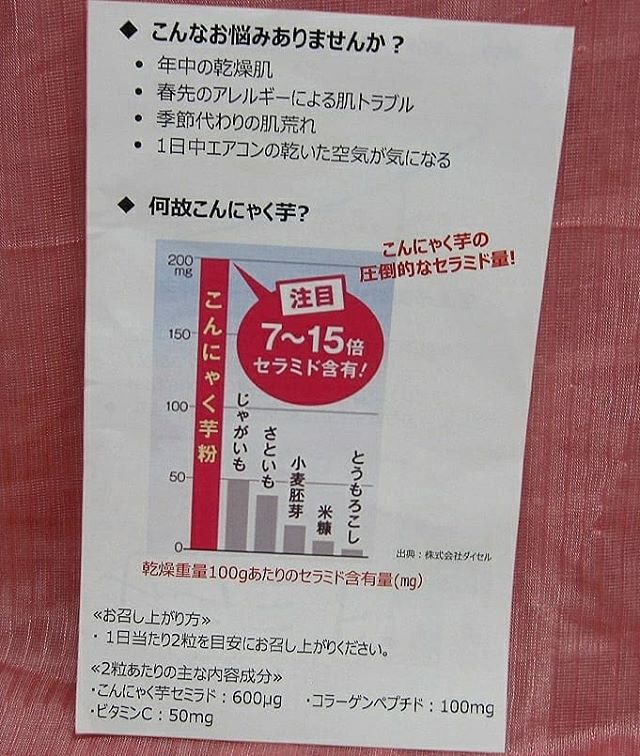 ◆ こんなお悩みありませんか？
• 年中の乾燥肌
• 春先のアレルギーによる肌トラブル
• 季節代わりの肌荒れ
• 1日中エアコンの乾いた空気が気になる
◆ 何故こんにゃく芋?
こんにゃく芋の
圧倒的なセラミド量!
200
mg
150
100
50
0
注目
7〜15倍
セラミド含有!
こんにゃく芋粉
じゃがいも
さといも
小麦胚芽
米糠
とうもろこし
出典：株式会社ダイセル
乾燥重量100gあたりのセラミド含有量(mg)
≪お召し上がり方≫
・1日当たり2粒を目安にお召し上がりください。
≪2粒あたりの主な内容成分≫
・こんにゃく芋セミラド：600μg ・コラーゲンペプチド：100mg
・ビタミンC：50mg